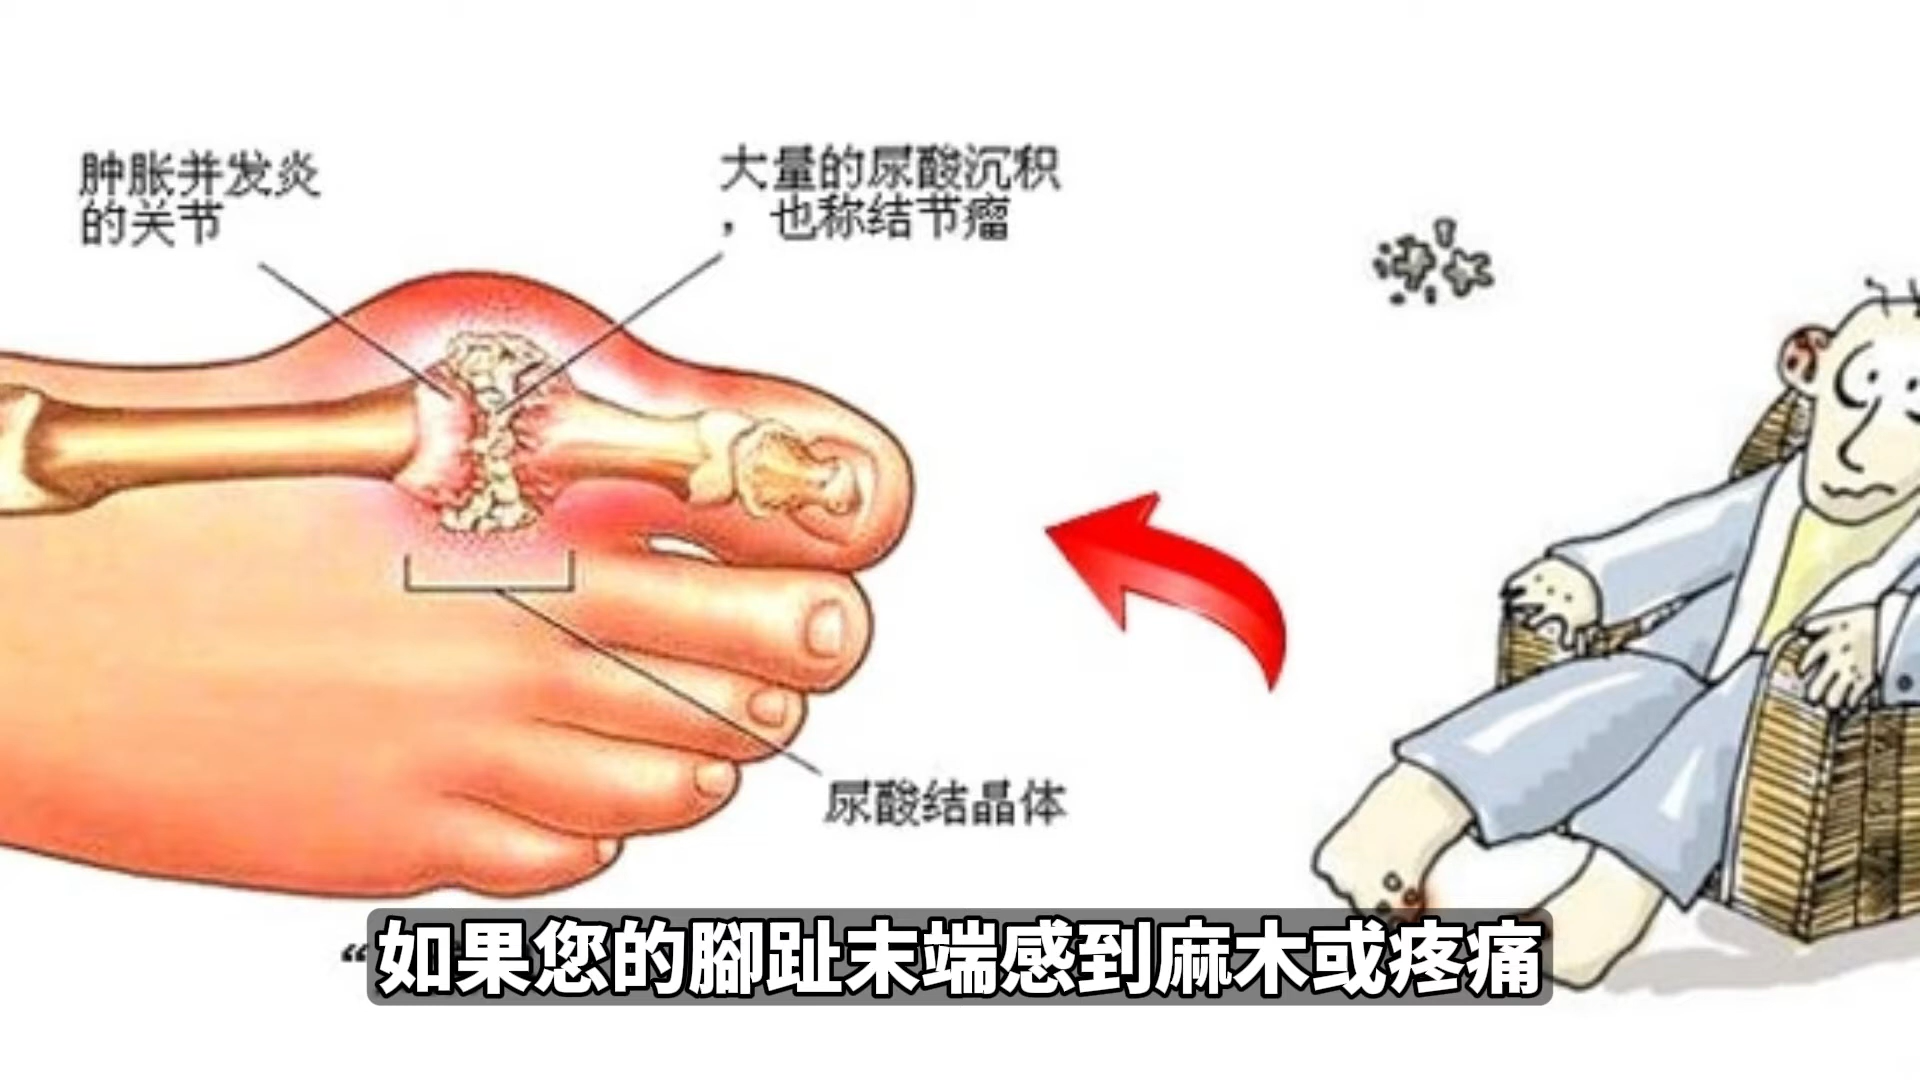 肿胀并发炎
的关节
大量的尿酸沉积
，也称结节瘤
尿酸结晶体
如果您的腳趾末端感到麻木或疼痛